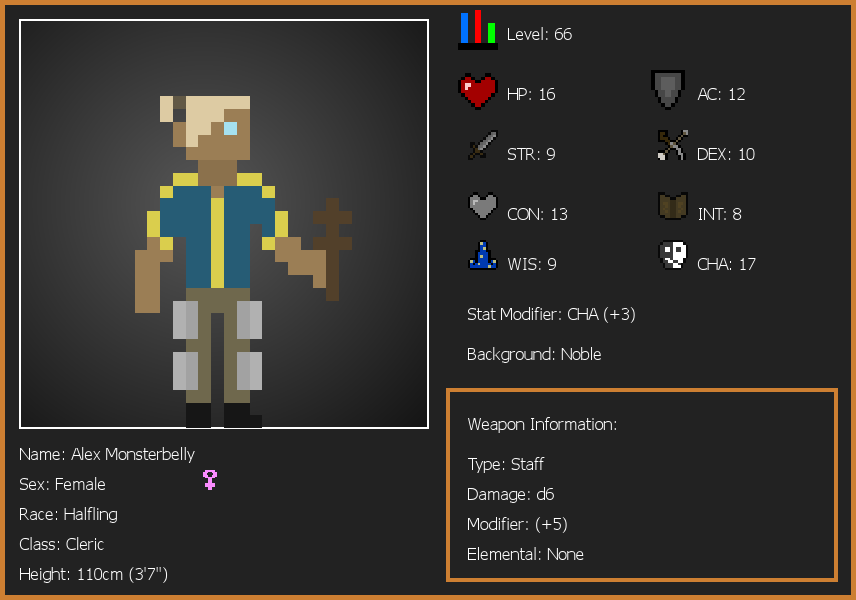 Level: 66
HP: 16
AC: 12
STR: 9
DEX: 10
CON: 13
INT: 8
WIS: 9
CHA: 17
Stat Modifier: CHA (+3)
Background: Noble
Weapon Information:
Type: Staff
Damage: d6
Modifier: (+5)
Elemental: None
Name: Alex Monsterbelly
Sex: Female
Race: Halfling
Class: Cleric
Height: 110cm (3'7")